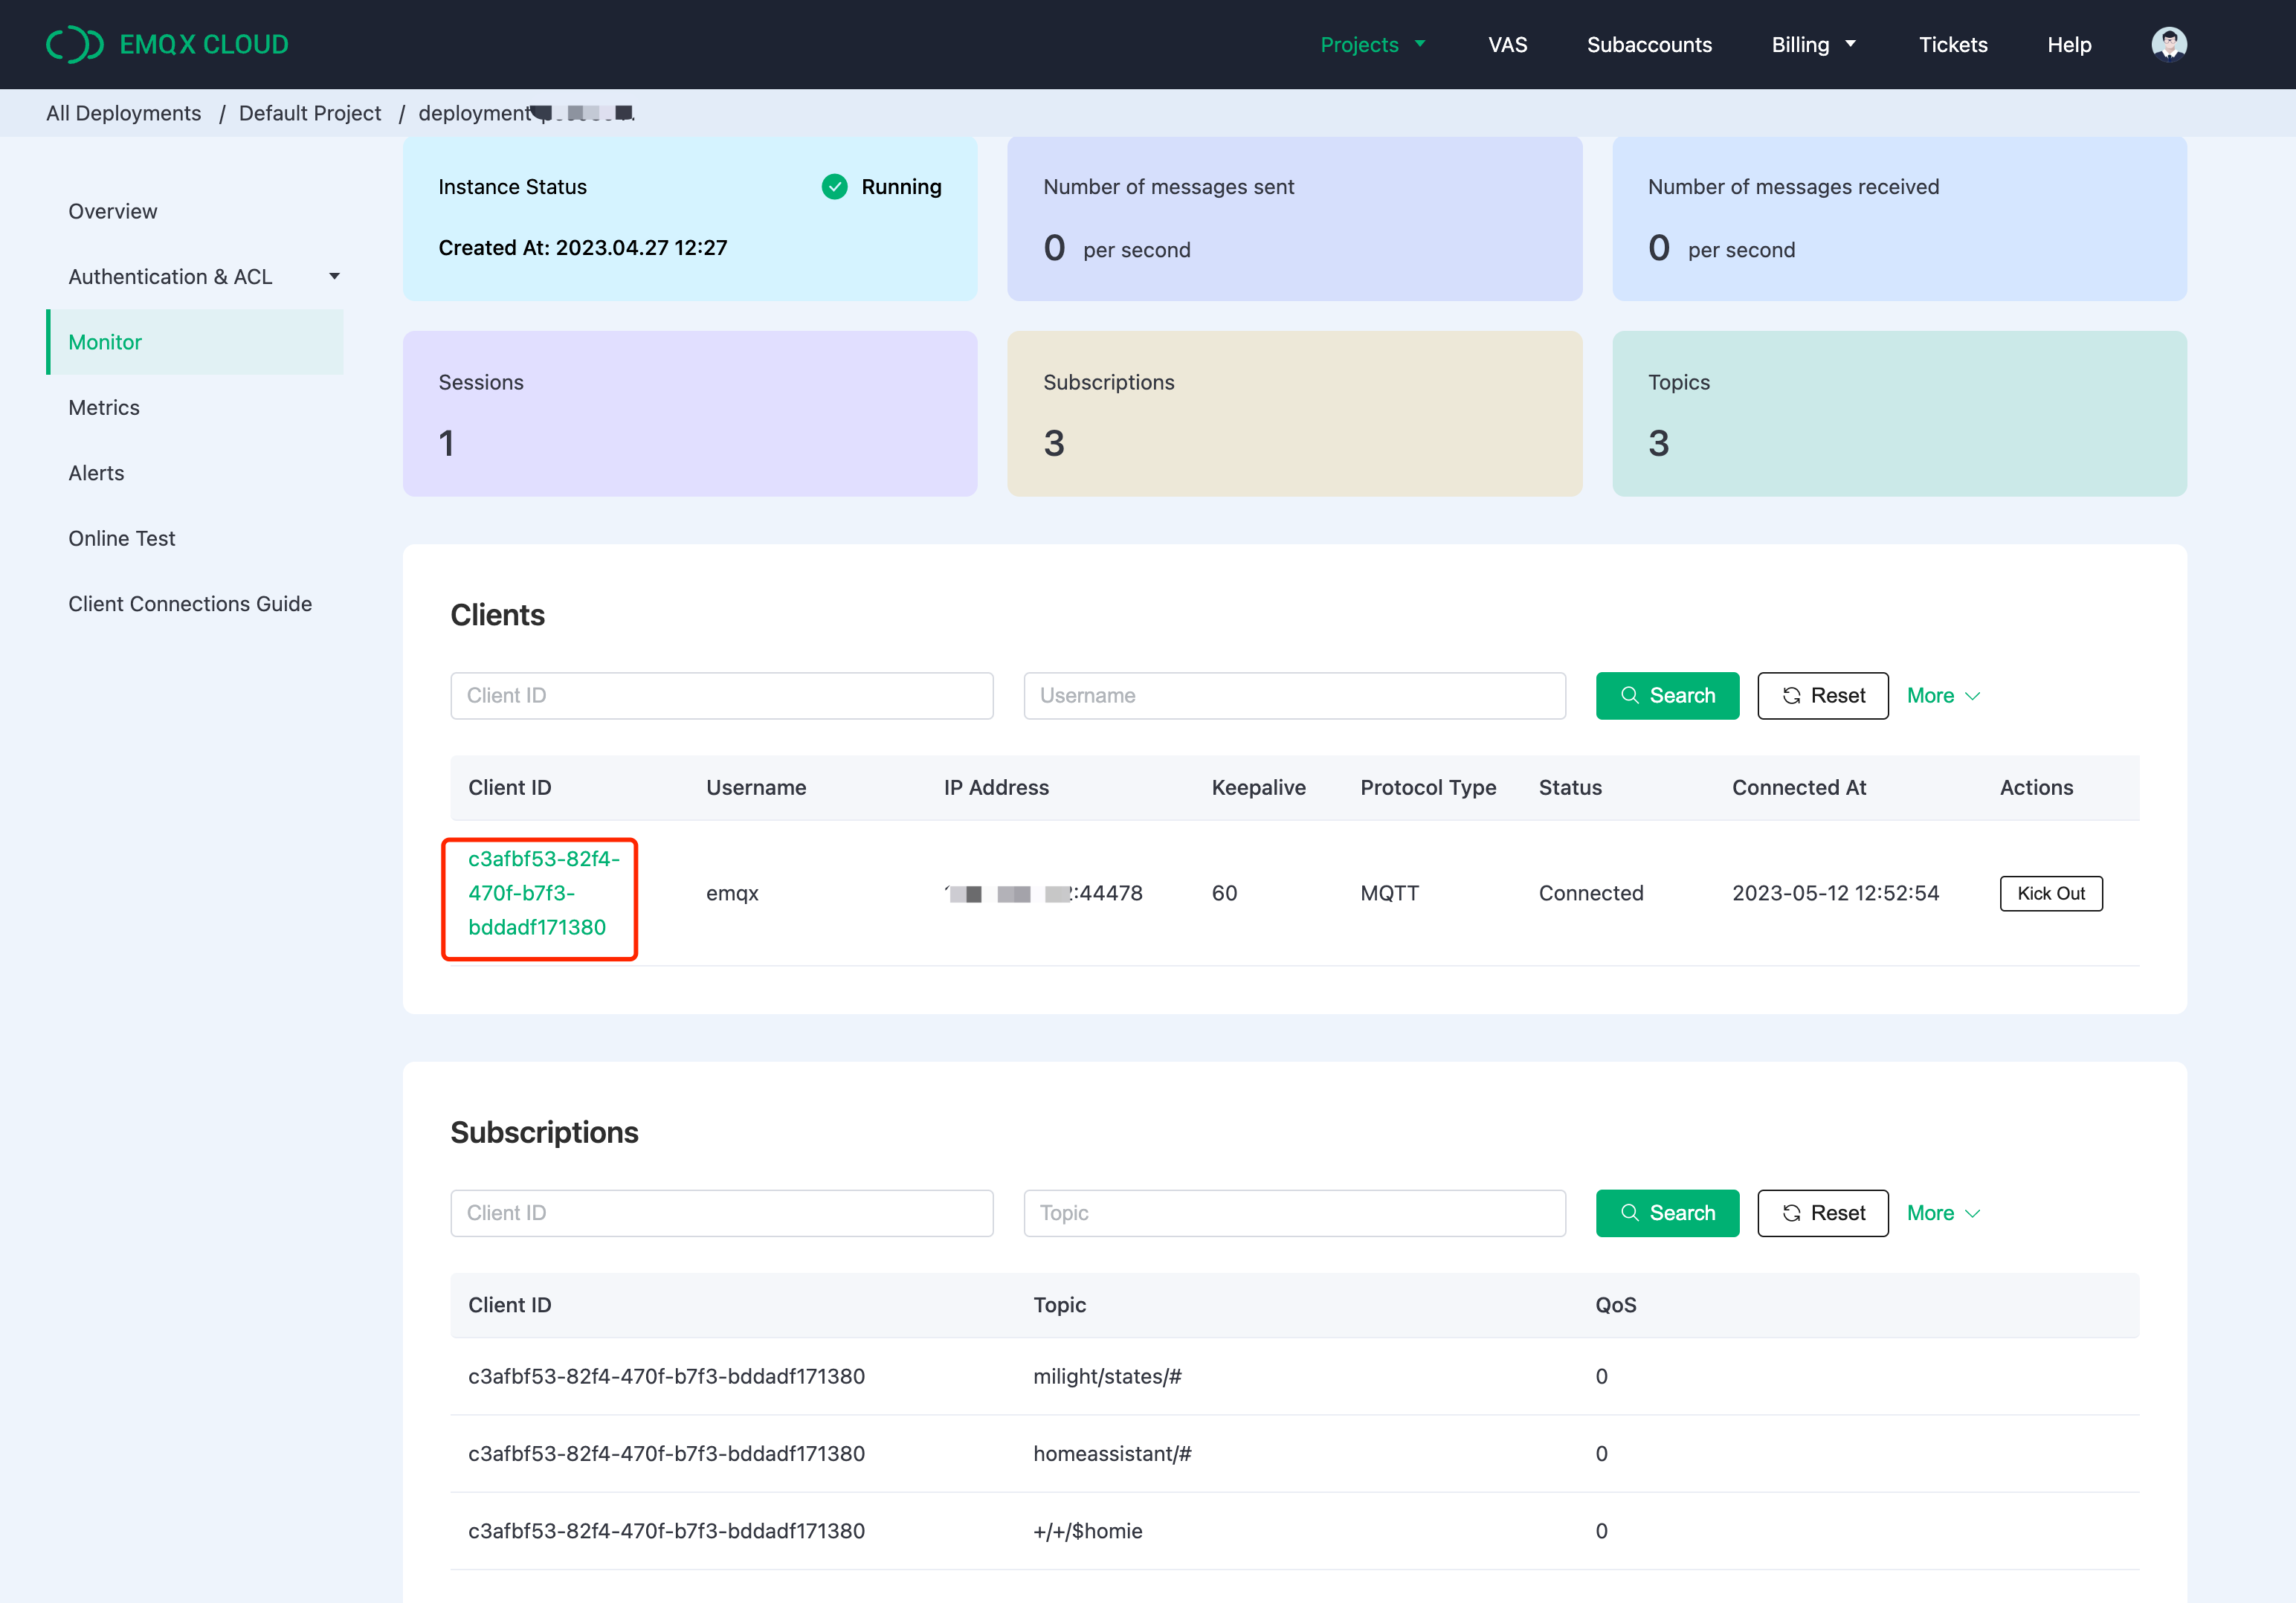 EMQX CLOUD
Projects VAS Subaccounts Billing Tickets Help
All Deployments / Default Project / deployment
Overview
Authentication & ACL
Monitor
Metrics
Alerts
Online Test
Client Connections Guide
Instance Status Running
Created At: 2023.04.27 12:27
Number of messages sent
0 per second
Number of messages received
0 per second
Sessions
1
Subscriptions
3
Topics
3
Clients
Client ID Username Search Reset More
Client ID Username IP Address Keepalive Protocol Type Status Connected At Actions
c3afbf53-82f4-
470f-b7f3-
bddadf171380
emqx :44478 60 MQTT Connected 2023-05-12 12:52:54 Kick Out
Subscriptions
Client ID Topic Search Reset More
Client ID Topic QoS
c3afbf53-82f4-470f-b7f3-bddadf171380 milight/states/# 0
c3afbf53-82f4-470f-b7f3-bddadf171380 homeassistant/# 0
c3afbf53-82f4-470f-b7f3-bddadf171380 +/+/$homie 0